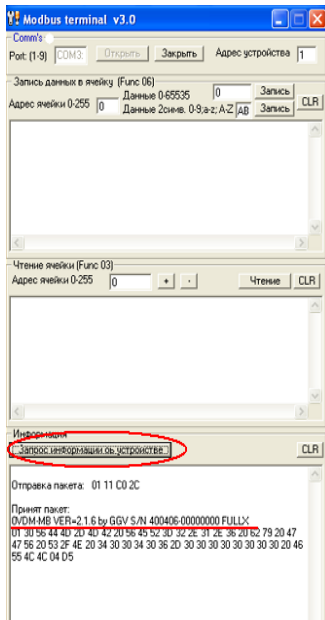 Modbus terminal v3.0
Comm's
Port (1-9) COM3: Открыть Закрыть Адрес устройства 1
Запись данных в ячейку (Func 06)
Данные 0-65535 0 Запись
Адрес ячейки 0-255 0 Данные 2симв. 0-9;a-z; A-Z AB Запись CLR
Чтение ячейки (Func 03)
Адрес ячейки 0-255 0 + - Чтение CLR
Информация
Запрос информации оь устройстве CLR
Отправка пакета: 01 11 C0 2C
Принят пакет:
0VDM-MB VER=2.1.6 by GGV S/N 400406-00000000 FULLX
01 30 56 44 4D 2D 4D 42 20 56 45 52 3D 32 2E 31 2E 36 20 62 79 20 47
47 56 20 53 2F 4E 20 34 30 30 34 30 36 2D 30 30 30 30 30 30 30 30 20 46
55 4C 4C 04 D5